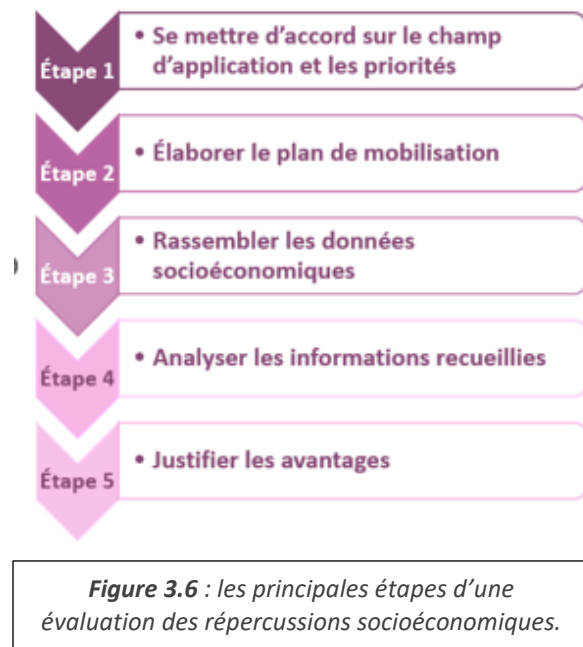 Étape 1
• Se mettre d’accord sur le champ
d’application et les priorités
Étape 2
• Élaborer le plan de mobilisation
Étape 3
• Rassembler les données
socioéconomiques
Étape 4
• Analyser les informations recueillies
Étape 5
• Justifier les avantages
Figure 3.6 : les principales étapes d’une
évaluation des répercussions socioéconomiques.